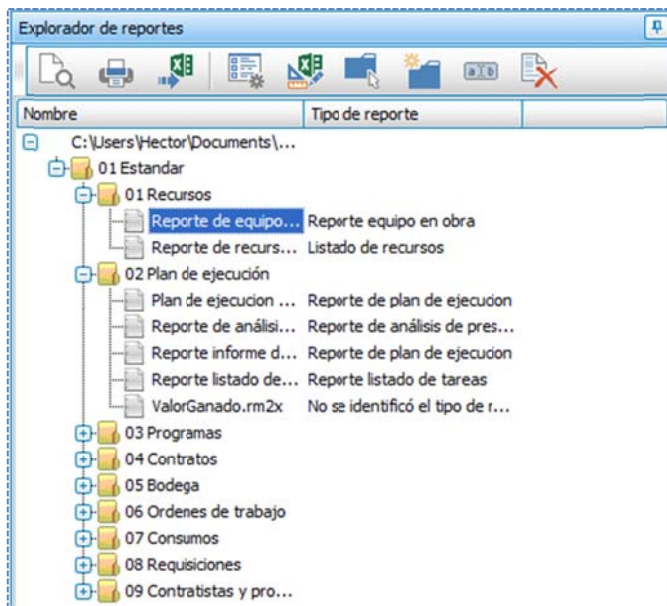 Explorador de reportes
a b
Nombre Tipo de reporte
C:\Users\Hector\Documents\...
01 Estandar
01 Recursos
Reporte de equipo... Reporte equipo en obra
Reporte de recurs... Listado de recursos
02 Plan de ejecución
Plan de ejecucion ... Reporte de plan de ejecucion
Reporte de análisi... Reporte de análisis de pres...
Reporte informe d... Reporte de plan de ejecucion
Reporte listado de... Reporte listado de tareas
ValorGanado.rm2x No se identificó el tipo de r...
03 Programas
04 Contratos
05 Bodega
06 Ordenes de trabajo
07 Consumos
08 Requisiciones
09 Contratistas y pro...